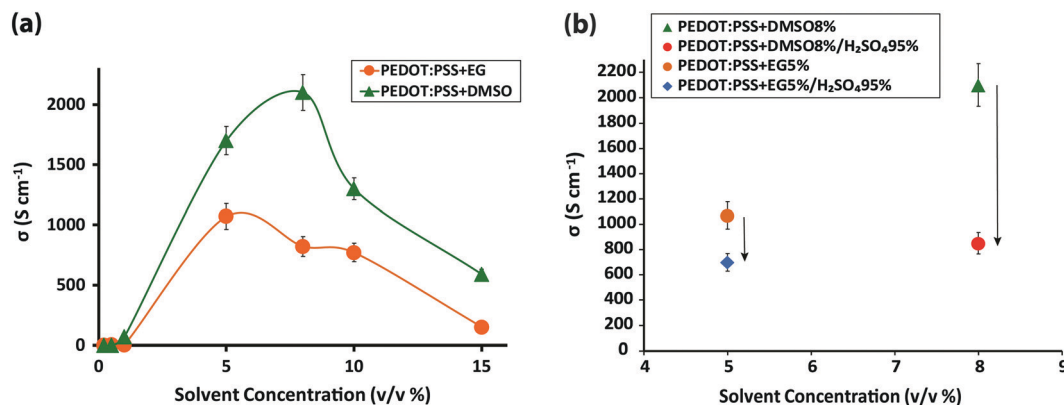 (a)
PEDOT:PSS+EG
PEDOT:PSS+DMSO
2000
1500
1000
500
0
σ (S cm⁻¹)
0 5 10 15
Solvent Concentration (v/v %)
(b)
PEDOT:PSS+DMSO8%
PEDOT:PSS+DMSO8%/H₂SO₄95%
PEDOT:PSS+EG5%
PEDOT:PSS+EG5%/H₂SO₄95%
2200
2000
1800
1600
1400
1200
1000
800
600
400
200
0
σ (S cm⁻¹)
4 5 6 7 8 9
Solvent Concentration (v/v %)